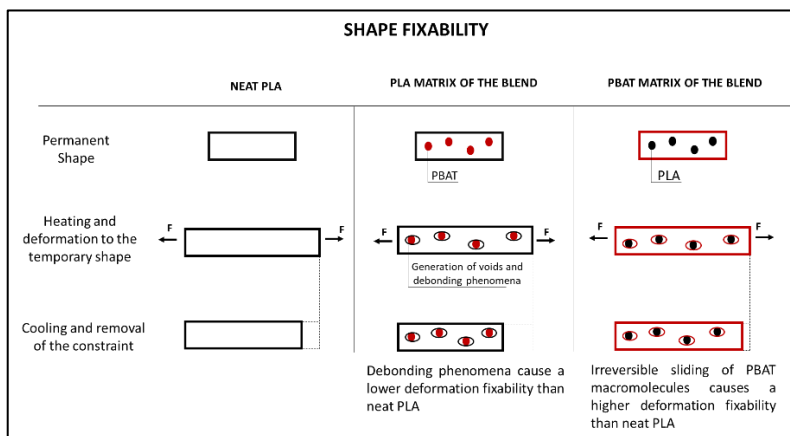 SHAPE FIXABILITY
NEAT PLA
PLA MATRIX OF THE BLEND
PBAT MATRIX OF THE BLEND
Permanent
Shape
PBAT
PLA
Heating and
deformation to the
temporary shape
F
F
F
F
F
F
Generation of voids and
debonding phenomena
Cooling and removal
of the constraint
Debonding phenomena cause a
lower deformation fixability than
neat PLA
Irreversible sliding of PBAT
macromolecules causes a
higher deformation fixability
than neat PLA